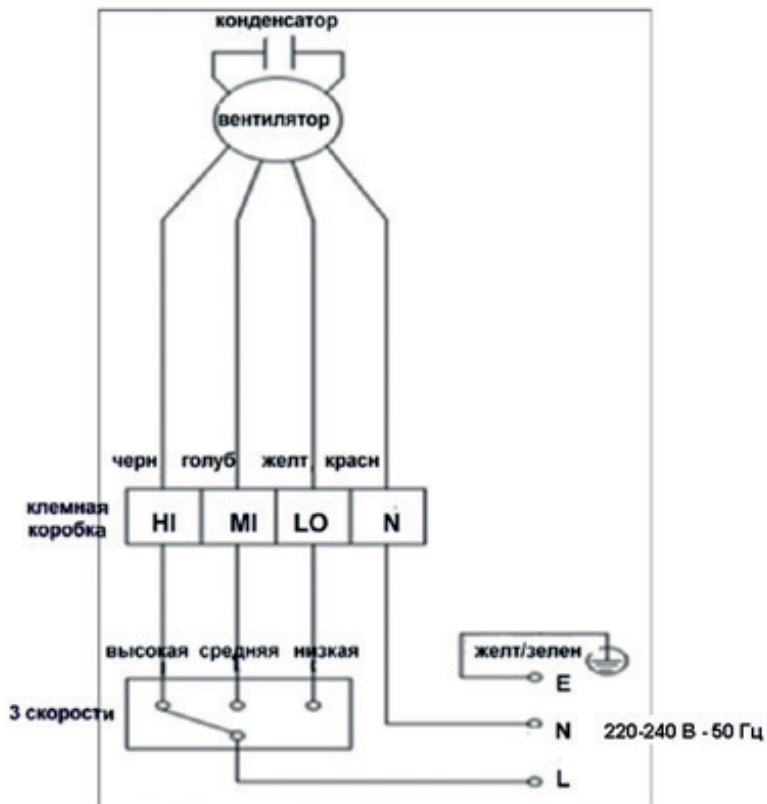 конденсатор
вентилятор
черн голуб желт, красн
клемная
коробка
HI MI LO N
высокая средняя низкая
желт/зелен
E
3 скорости
N 220-240 В - 50 Гц
L